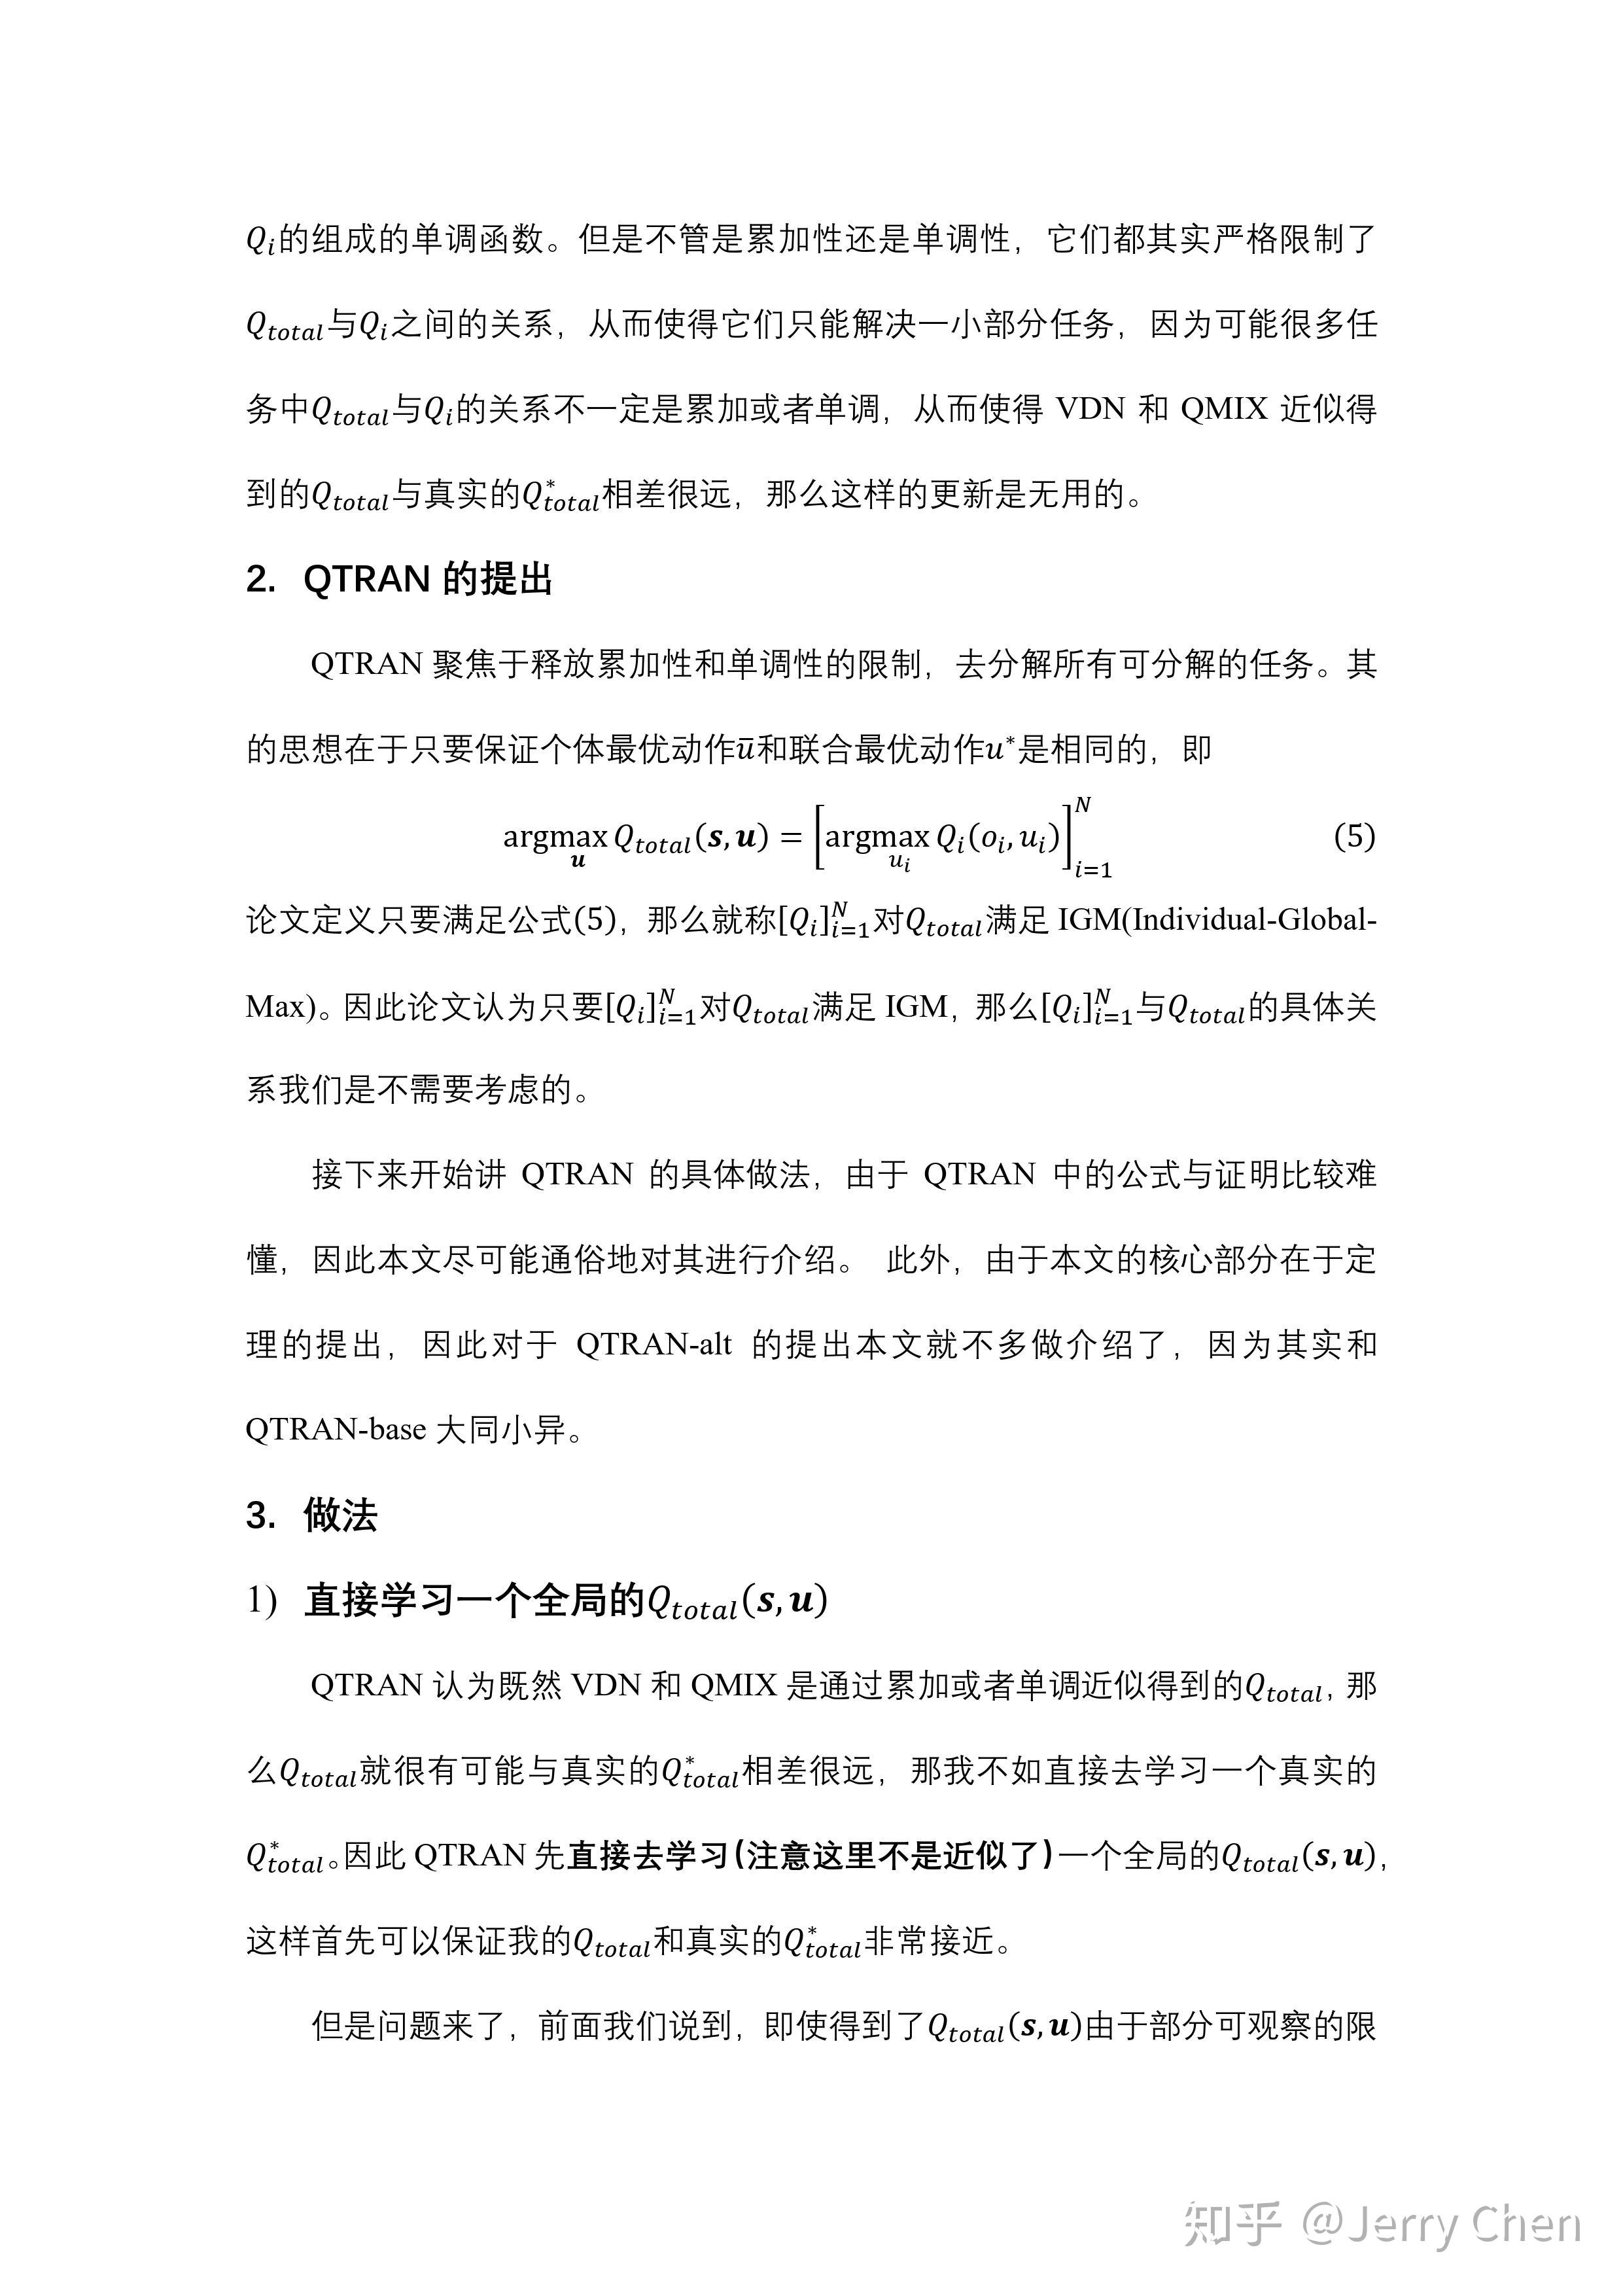 $Q_i$的组成的单调函数。但是不管是累加性还是单调性，它们都其实严格限制了
$Q_{total}$与$Q_i$之间的关系，从而使得它们只能解决一小部分任务，因为可能很多任
务中$Q_{total}$与$Q_i$的关系不一定是累加或者单调，从而使得 VDN 和 QMIX 近似得
到的$Q_{total}$与真实的$Q_{total}^*$相差很远，那么这样的更新是无用的。
2. QTRAN 的提出
QTRAN 聚焦于释放累加性和单调性的限制，去分解所有可分解的任务。其
的思想在于只要保证个体最优动作$\bar{u}$和联合最优动作$u^*$是相同的，即
$\underset{\boldsymbol{u}}{\text{argmax}}\, Q_{total}(\boldsymbol{s}, \boldsymbol{u}) = \left[\underset{u_i}{\text{argmax}}\, Q_i(o_i, u_i)\right]_{i=1}^{N}$ (5)
论文定义只要满足公式(5)，那么就称$[Q_i]_{i=1}^{N}$对$Q_{total}$满足 IGM(Individual-Global-
Max)。因此论文认为只要$[Q_i]_{i=1}^{N}$对$Q_{total}$满足 IGM，那么$[Q_i]_{i=1}^{N}$与$Q_{total}$的具体关
系我们是不需要考虑的。
接下来开始讲 QTRAN 的具体做法，由于 QTRAN 中的公式与证明比较难
懂，因此本文尽可能通俗地对其进行介绍。 此外，由于本文的核心部分在于定
理的提出，因此对于 QTRAN-alt 的提出本文就不多做介绍了，因为其实和
QTRAN-base 大同小异。
3. 做法
1) 直接学习一个全局的$Q_{total}(\boldsymbol{s}, \boldsymbol{u})$
QTRAN 认为既然 VDN 和 QMIX 是通过累加或者单调近似得到的$Q_{total}$，那
么$Q_{total}$就很有可能与真实的$Q_{total}^*$相差很远，那我不如直接去学习一个真实的
$Q_{total}^*$。因此 QTRAN 先直接去学习(注意这里不是近似了)一个全局的$Q_{total}(\boldsymbol{s}, \boldsymbol{u})$，
这样首先可以保证我的$Q_{total}$和真实的$Q_{total}^*$非常接近。
但是问题来了，前面我们说到，即使得到了$Q_{total}(\boldsymbol{s}, \boldsymbol{u})$由于部分可观察的限
知乎 @Jerry Chen